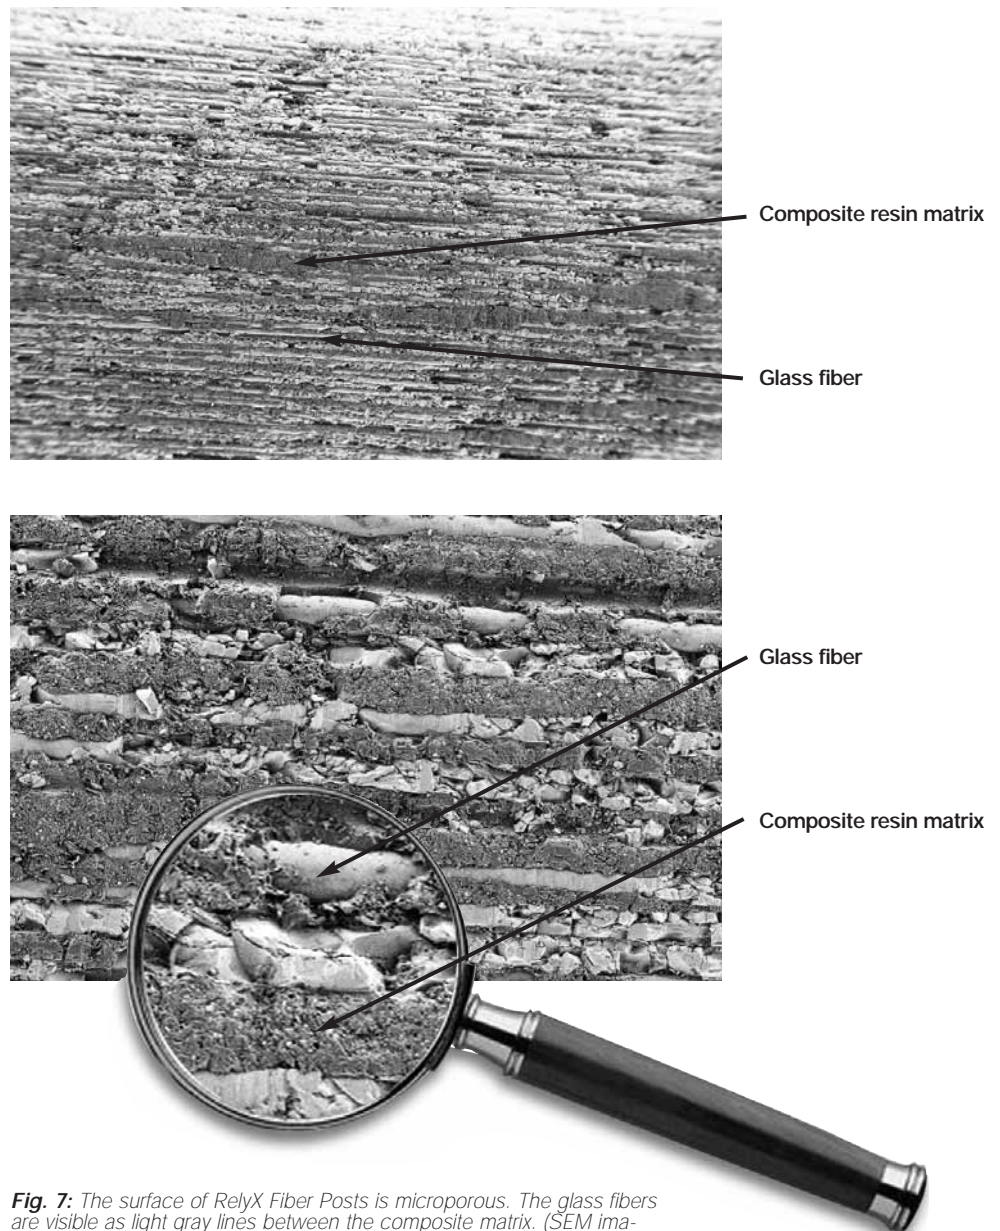 Composite resin matrix
Glass fiber
Glass fiber
Composite resin matrix
Fig. 7: The surface of RelyX Fiber Posts is microporous. The glass fibers
are visible as light gray lines between the composite matrix. (SEM ima-